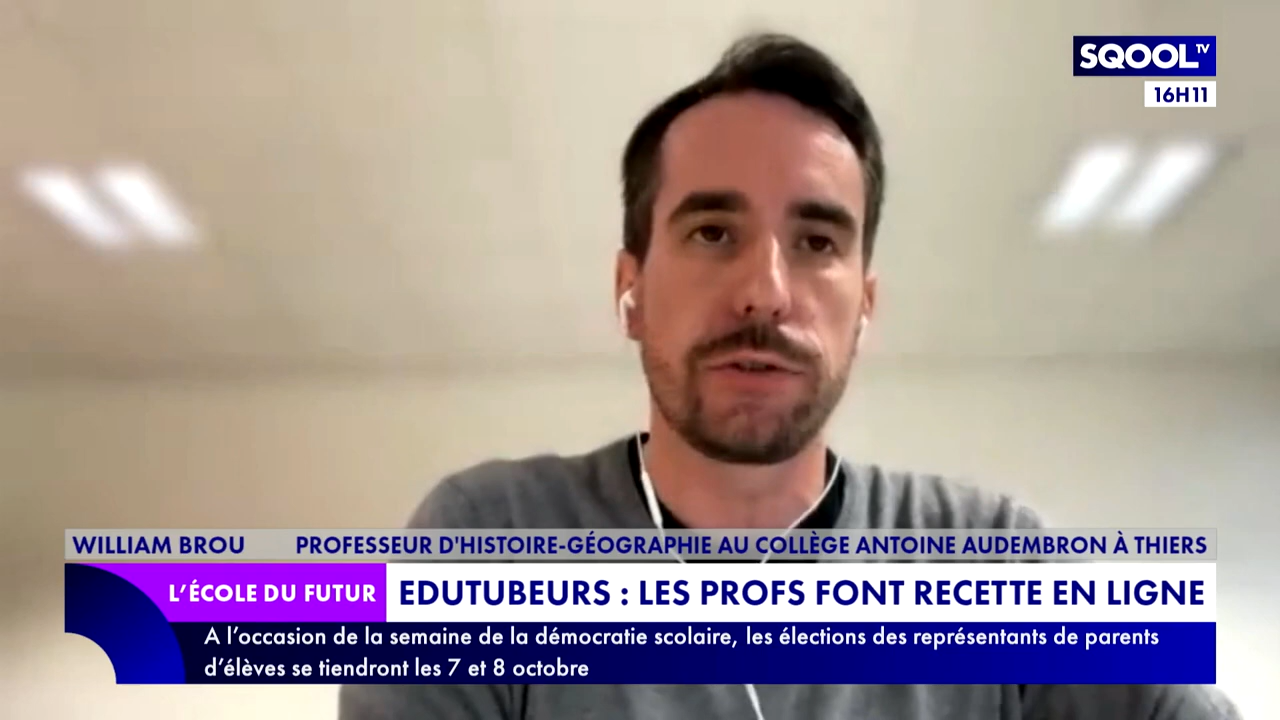 SQOOL TV
16H11
WILLIAM BROU PROFESSEUR D'HISTOIRE-GÉOGRAPHIE AU COLLÈGE ANTOINE AUDEMBRON À THIERS
L'ÉCOLE DU FUTUR EDUTUBEURS : LES PROFS FONT RECETTE EN LIGNE
A l'occasion de la semaine de la démocratie scolaire, les élections des représentants de parents
d'élèves se tiendront les 7 et 8 octobre